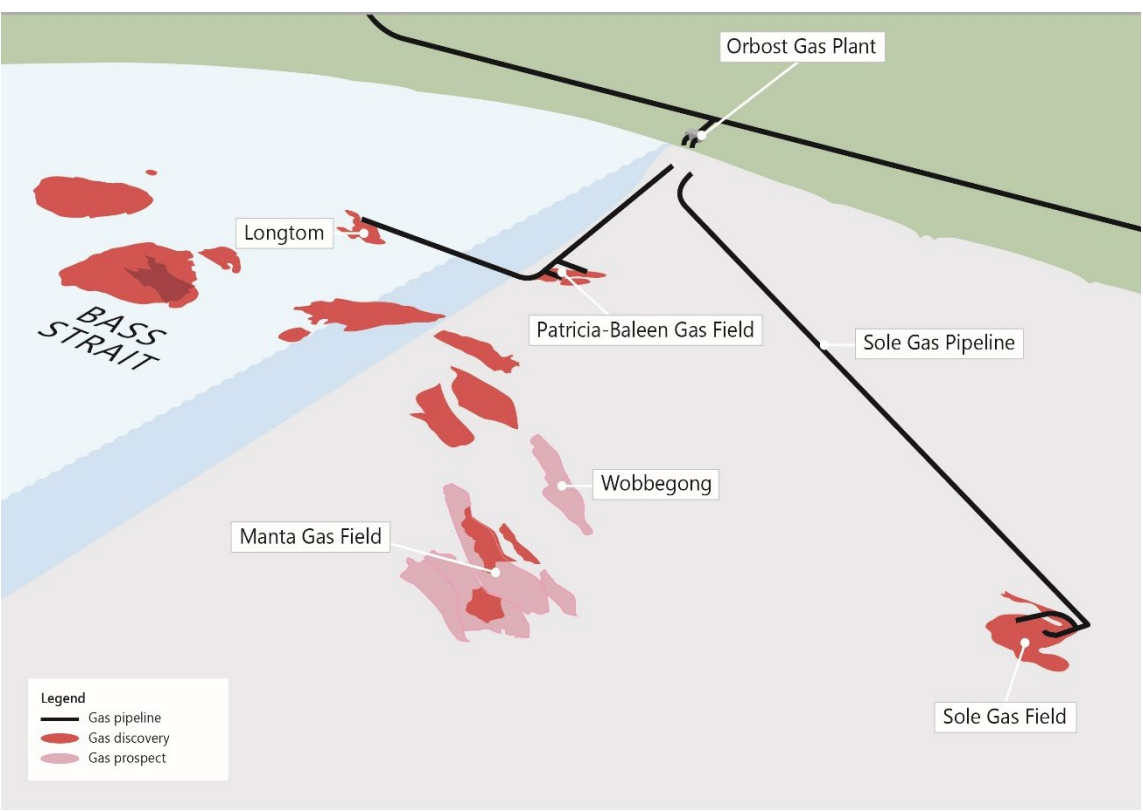 Orbost Gas Plant
Longtom
BASS
STRAIT
Patricia-Baleen Gas Field
Sole Gas Pipeline
Wobbegong
Manta Gas Field
Sole Gas Field
Legend
Gas pipeline
Gas discovery
Gas prospect